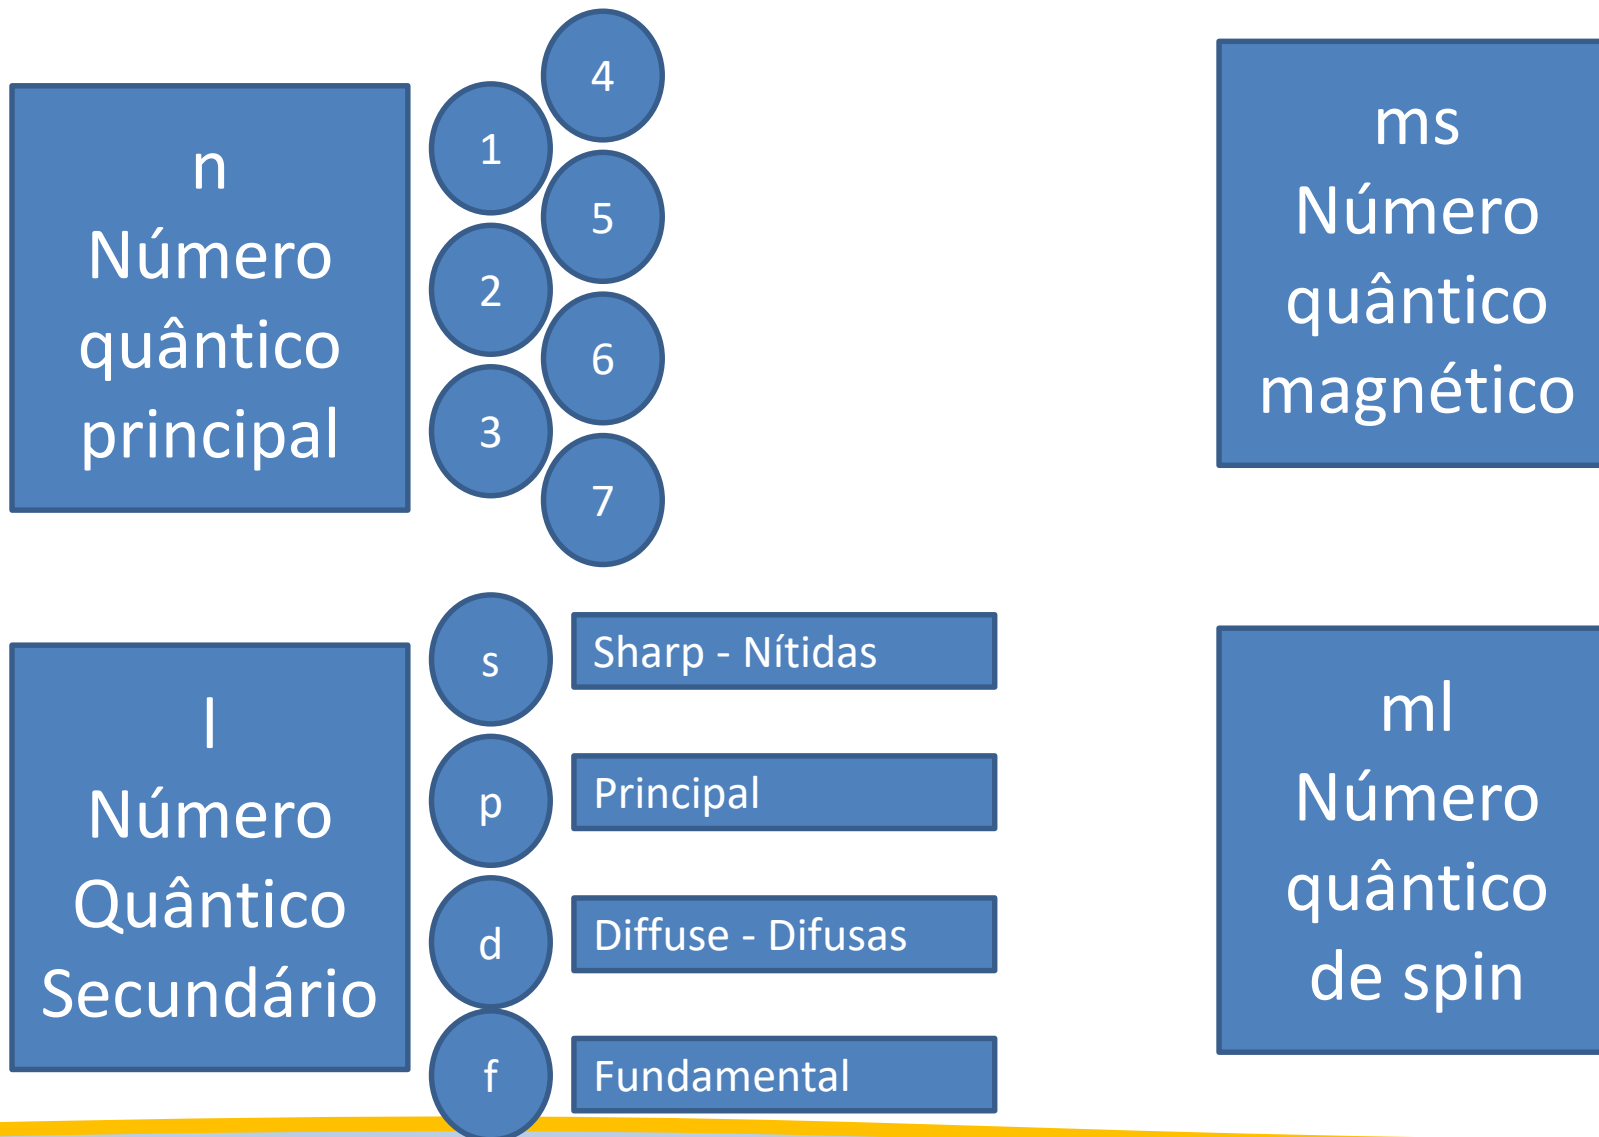 n
Número
quântico
principal
1
2
3
4
5
6
7
ms
Número
quântico
magnético
l
Número
Quântico
Secundário
s
Sharp - Nítidas
p
Principal
d
Diffuse - Difusas
f
Fundamental
ml
Número
quântico
de spin